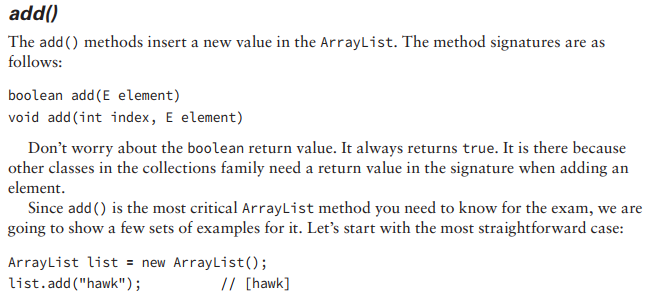 add()
The add() methods insert a new value in the ArrayList. The method signatures are as
follows:
boolean add(E element)
void add(int index, E element)
Don’t worry about the boolean return value. It always returns true. It is there because
other classes in the collections family need a return value in the signature when adding an
element.
Since add() is the most critical ArrayList method you need to know for the exam, we are
going to show a few sets of examples for it. Let’s start with the most straightforward case:
ArrayList list = new ArrayList();
list.add("hawk");          // [hawk]